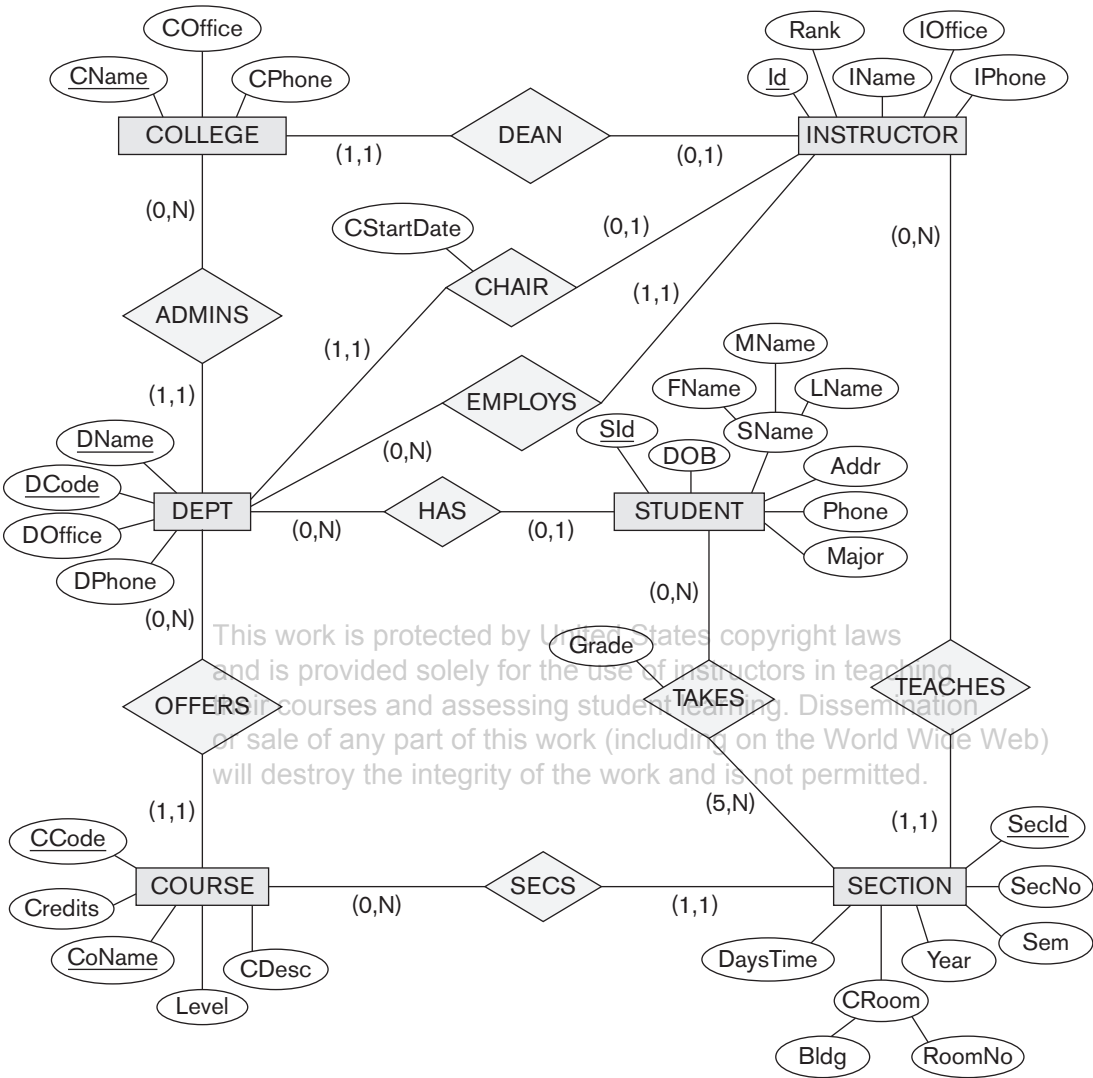 COffice
Rank
IOffice
CName
CPhone
Id
IName
IPhone
COLLEGE
DEAN
INSTRUCTOR
(1,1)
(0,1)
(0,N)
CStartDate
(0,1)
(0,N)
CHAIR
(1,1)
ADMINS
(1,1)
MName
(1,1)
FName
LName
EMPLOYS
SId
SName
DName
(0,N)
DOB
Addr
DCode
DEPT
HAS
STUDENT
Phone
DOffice
(0,N)
(0,1)
Major
DPhone
(0,N)
(0,N)
This work is protected by United States copyright laws
and is provided solely for the use of instructors in teaching
their courses and assessing student learning. Dissemination
or sale of any part of this work (including on the World Wide Web)
will destroy the integrity of the work and is not permitted.
Grade
OFFERS
TAKES
TEACHES
(5,N)
(1,1)
(1,1)
CCode
SecId
COURSE
SECS
SECTION
SecNo
Credits
(0,N)
(1,1)
CoName
CDesc
DaysTime
Year
Sem
Level
CRoom
Bldg
RoomNo